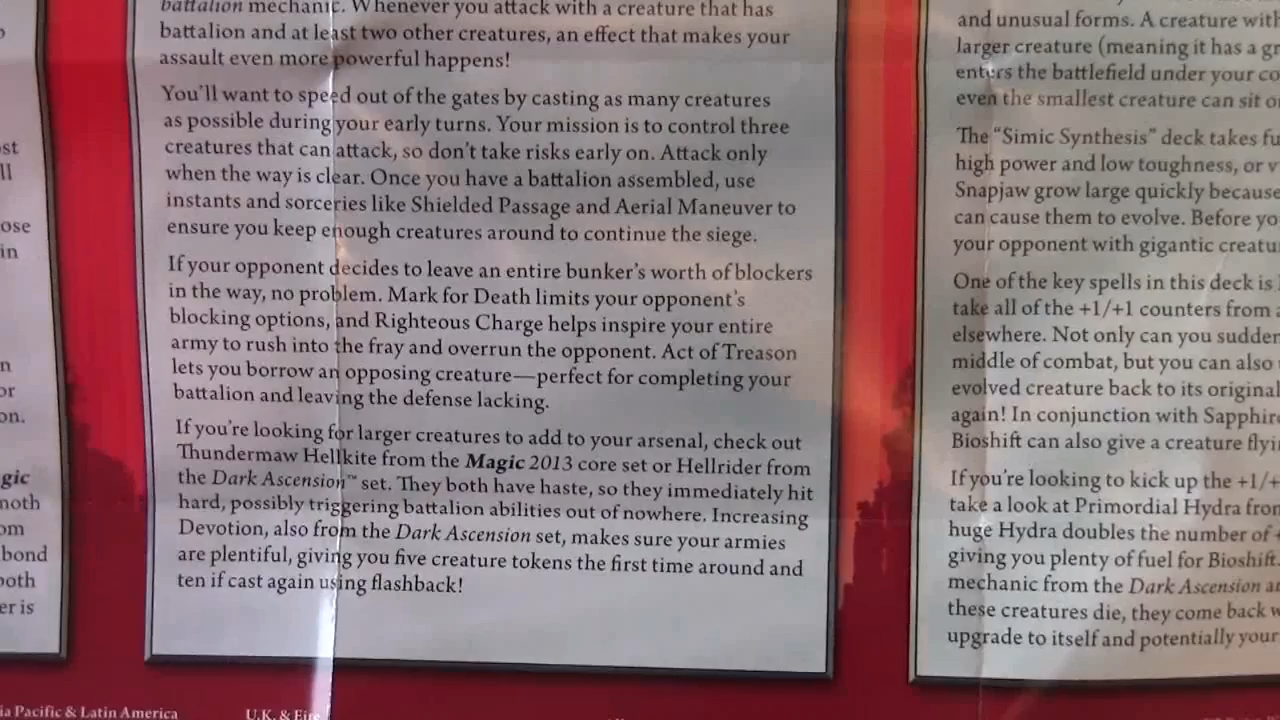 battalion mechanic. Whenever you attack with a creature that has
battalion and at least two other creatures, an effect that makes your
assault even more powerful happens!
You'll want to speed out of the gates by casting as many creatures
as possible during your early turns. Your mission is to control three
creatures that can attack, so don't take risks early on. Attack only
when the way is clear. Once you have a battalion assembled, use
instants and sorceries like Shielded Passage and Aerial Maneuver to
ensure you keep enough creatures around to continue the siege.
If your opponent decides to leave an entire bunker's worth of blockers
in the way, no problem. Mark for Death limits your opponent's
blocking options, and Righteous Charge helps inspire your entire
army to rush into the fray and overrun the opponent. Act of Treason
lets you borrow an opposing creature—perfect for completing your
battalion and leaving the defense lacking.
If you're looking for larger creatures to add to your arsenal, check out
Thundermaw Hellkite from the Magic 2013 core set or Hellrider from
the Dark Ascension™ set. They both have haste, so they immediately hit
hard, possibly triggering battalion abilities out of nowhere. Increasing
Devotion, also from the Dark Ascension set, makes sure your armies
are plentiful, giving you five creature tokens the first time around and
ten if cast again using flashback!
and unusual forms. A creature with
larger creature (meaning it has a
enters the battlefield under your
even the smallest creature can sit
The "Simic Synthesis" deck takes
high power and low toughness, or
Snapjaw grow large quickly because
can cause them to evolve. Before
your opponent with gigantic
One of the key spells in this deck is
take all of the +1/+1 counters from
elsewhere. Not only can you
middle of combat, but you can also
evolved creature back to its original
again! In conjunction with
Bioshift can also give a creature
If you're looking to kick up the
take a look at Primordial Hydra
huge Hydra doubles the number of
giving you plenty of fuel for Bioshift.
mechanic from the Dark Ascension
these creatures die, they come back
upgrade to itself and potentially your
Pacific & Latin America
U.K. & Eire